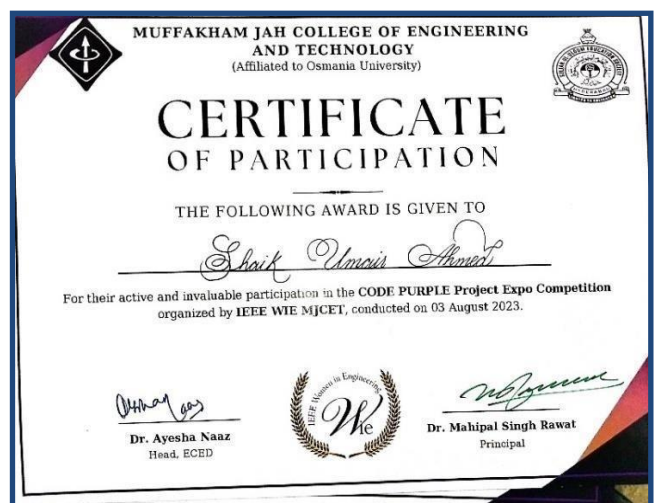 MUFFAKHAM JAH COLLEGE OF ENGINEERING
AND TECHNOLOGY
(Affiliated to Osmania University)
CERTIFICATE
OF PARTICIPATION
THE FOLLOWING AWARD IS GIVEN TO
Shaik Umair Ahmed
For their active and invaluable participation in the CODE PURPLE Project Expo Competition
organized by IEEE WIE MJCET, conducted on 03 August 2023.
IEEE Women in Engineering
Wie
Dr. Ayesha Naaz
Head, ECED
Dr. Mahipal Singh Rawat
Principal